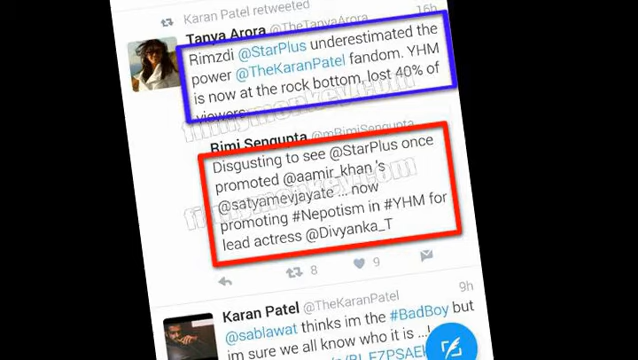 Karan Patel retweeted
Tanya Arora @TheTanyaArora 16h
Rimzdi @StarPlus underestimated the
power @TheKaranPatel fandom. YHM
is now at the rock bottom, lost 40% of
viewers
Rimi Sengupta @mRimiSengupta
Disgusting to see @StarPlus once
promoted @aamir_khan 's
@satyamevjayate ... now
promoting #Nepotism in #YHM for
lead actress @Divyanka_T
8 9
Karan Patel @TheKaranPatel 9h
@sablawat thinks im the #BadBoy but
im sure we all know who it is ...!